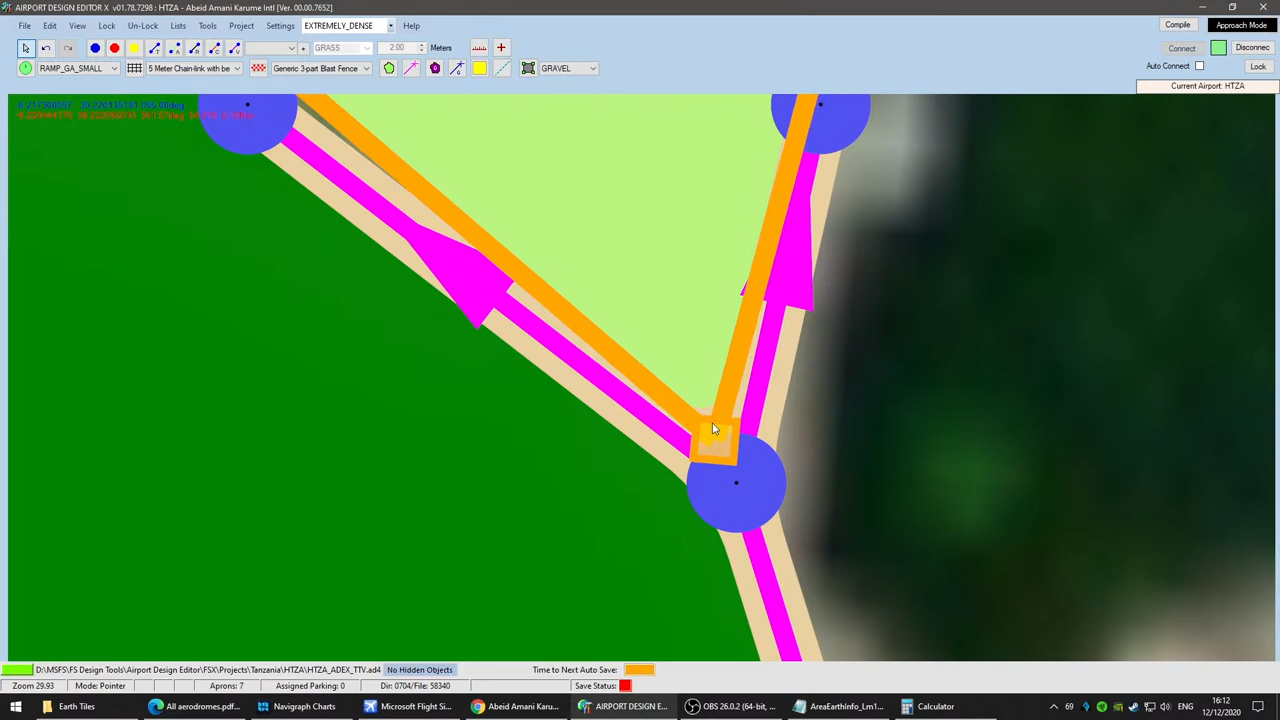 AIRPORT DESIGN EDITOR X v01.78.7298 : HTZA - Abeid Amani Karume Intl [Ver. 00.00.7652]
File Edit View Lock Un-Lock Lists Tools Project Settings EXTREMELY_DENSE Help
Compile Approach Mode
T A R C V GRASS 2.00 Meters
Connect Disconnec
RAMP_GA_SMALL 5 Meter Chain-link with be Generic 3-part Blast Fence GRAVEL
Auto Connect Lock
Current Airport: HTZA
D:\MSFS\FS Design Tools\Airport Design Editor\FSX\Projects\Tanzania\HTZA\HTZA_ADEX_TTV.ad4 No Hidden Objects Time to Next Auto Save:
Zoom 29.93 Mode: Pointer Aprons: 7 Assigned Parking: 0 Dir: 0704/File: 58340 Save Status:
Earth Tiles All aerodromes.pdf... Navigraph Charts Microsoft Flight Si... Abeid Amani Karum... AIRPORT DESIGN E... OBS 26.0.2 (64-bit, ... AreaEarthInfo_Lm1... Calculator 69 16:12
12/12/2020